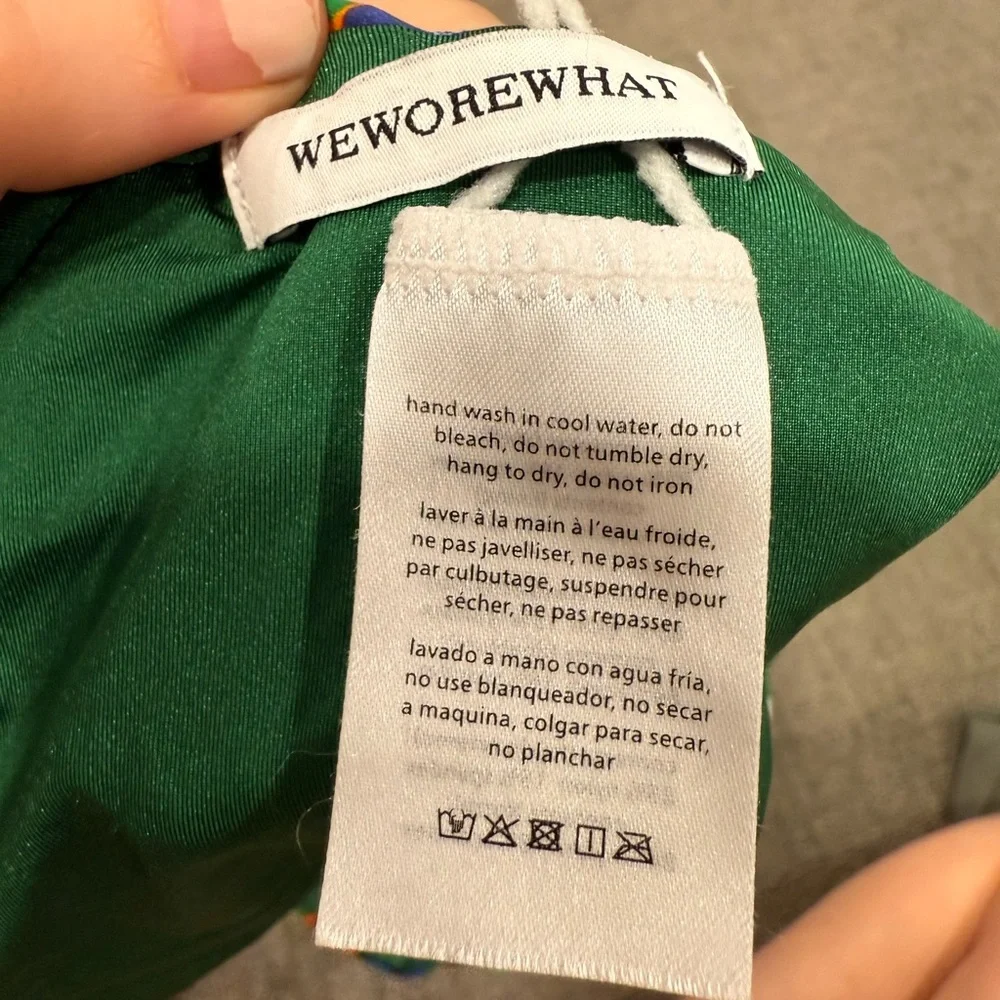 WEWOREWHAT
hand wash in cool water, do not
bleach, do not tumble dry,
hang to dry, do not iron
laver à la main à l'eau froide,
ne pas javelliser, ne pas sécher
par culbutage, suspendre pour
sécher, ne pas repasser
lavado a mano con agua fría,
no use blanqueador, no secar
a maquina, colgar para secar,
no planchar